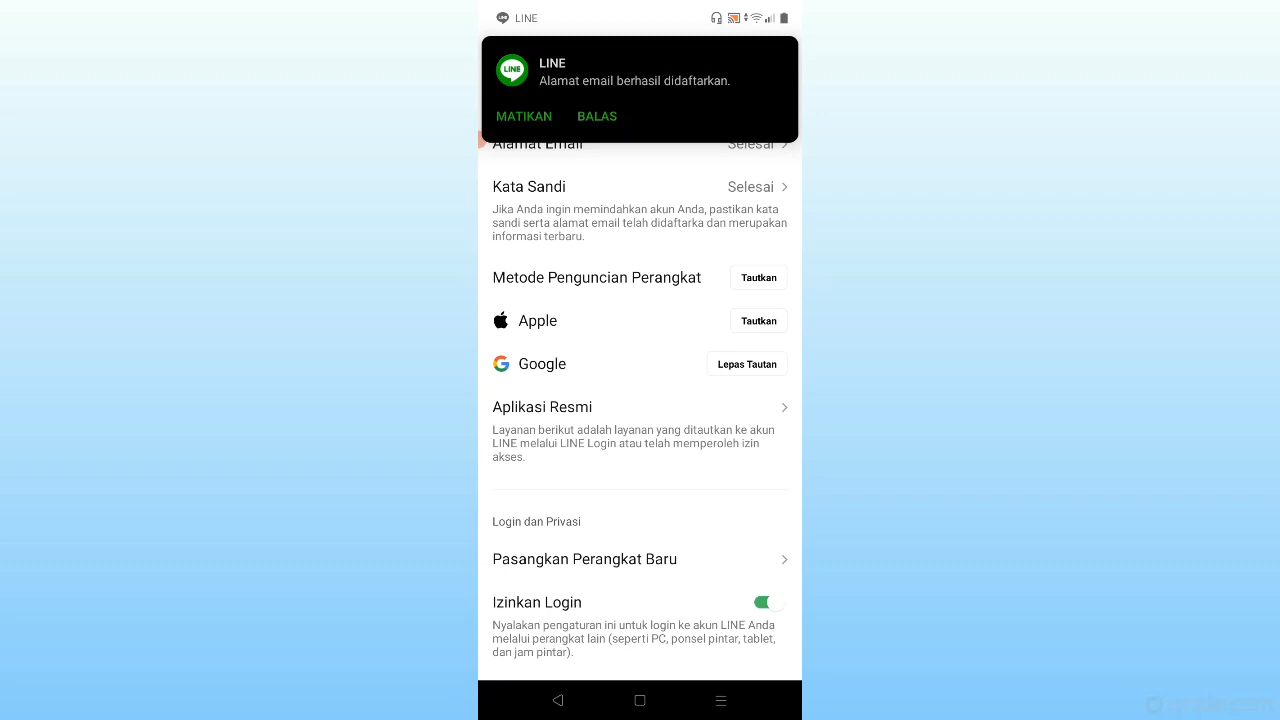 LINE
LINE
LINE
Alamat email berhasil didaftarkan.
MATIKAN BALAS
Alamat Email Selesai
Kata Sandi Selesai
Jika Anda ingin memindahkan akun Anda, pastikan kata
sandi serta alamat email telah didaftarka dan merupakan
informasi terbaru.
Metode Penguncian Perangkat Tautkan
Apple Tautkan
Google Lepas Tautan
Aplikasi Resmi
Layanan berikut adalah layanan yang ditautkan ke akun
LINE melalui LINE Login atau telah memperoleh izin
akses.
Login dan Privasi
Pasangkan Perangkat Baru
Izinkan Login
Nyalakan pengaturan ini untuk login ke akun LINE Anda
melalui perangkat lain (seperti PC, ponsel pintar, tablet,
dan jam pintar).